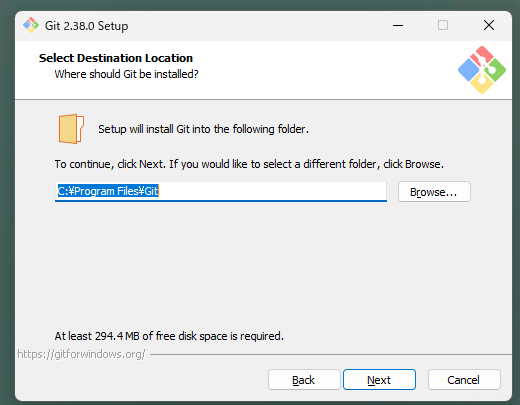 Git 2.38.0 Setup
Select Destination Location
Where should Git be installed?
Setup will install Git into the following folder.
To continue, click Next. If you would like to select a different folder, click Browse.
C:¥Program Files¥Git
Browse...
At least 294.4 MB of free disk space is required.
https://gitforwindows.org/
Back
Next
Cancel